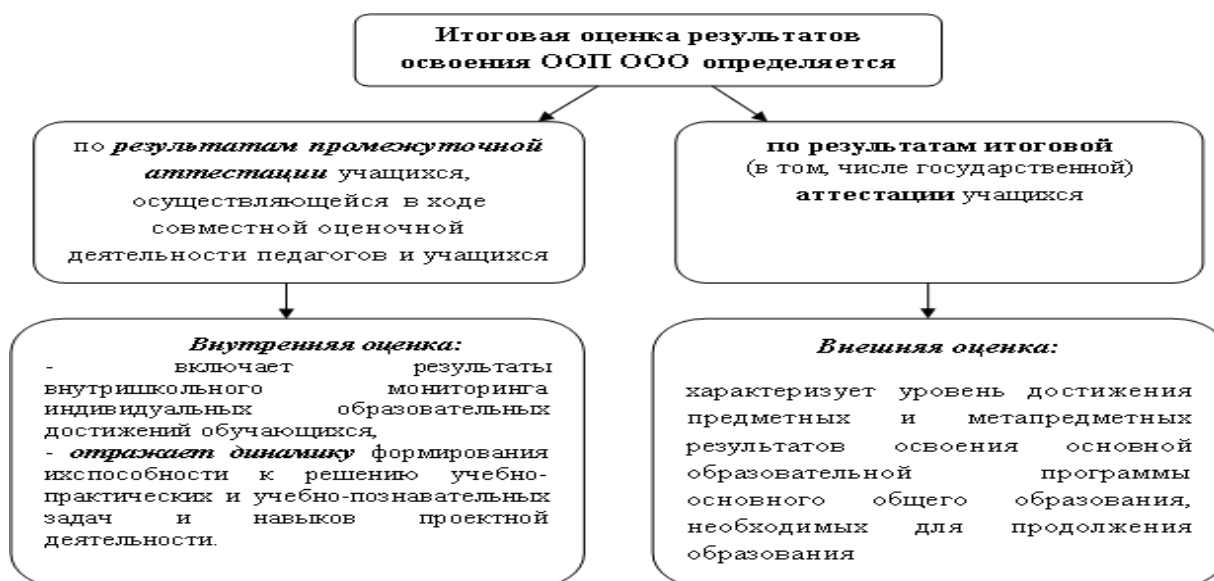 Итоговая оценка результатов
освоения ООП ООО определяется
по результатам промежуточной
аттестации учащихся,
осуществляющейся в ходе
совместной оценочной
деятельности педагогов и учащихся
по результатам итоговой
(в том, числе государственной)
аттестации учащихся
Внутренняя оценка:
- включает результаты
внутришкольного мониторинга
индивидуальных образовательных
достижений обучающихся,
- отражает динамику формирования
ихспособности к решению учебно-
практических и учебно-познавательных
задач и навыков проектной
деятельности.
Внешняя оценка:
характеризует уровень достижения
предметных и метапредметных
результатов освоения основной
образовательной программы
основного общего образования,
необходимых для продолжения
образования